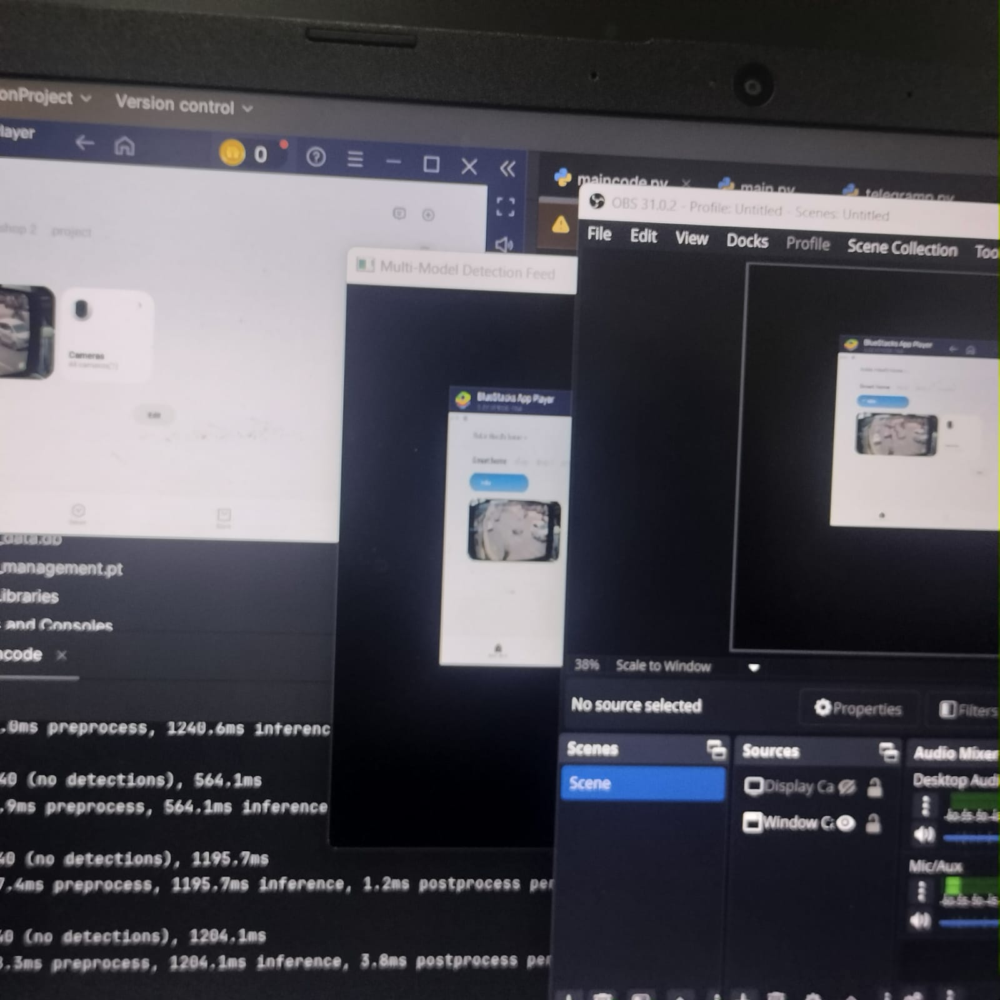 onProject
Version control
layer
0
maincode.py
main.py
telegramp.py
OBS 31.0.2 - Profile: Untitled - Scenes: Untitled
File Edit View Docks Profile Scene Collection Too
shop 2 project
Multi-Model Detection Feed
Cameras
Edit
BlueStacks App Player
BlueStacks App Player
_data.db
_management.pt
Libraries
and Consoles
ncode
38% Scale to Window
No source selected
Properties
Filters
Scenes
Sources
Audio Mixer
Scene
Display Ca
Window C
Desktop Audi
Mic/Aux
.0ms preprocess, 1240.6ms inferenc
40 (no detections), 564.1ms
.9ms preprocess, 564.1ms inference
40 (no detections), 1195.7ms
7.4ms preprocess, 1195.7ms inference, 1.2ms postprocess per
40 (no detections), 1204.1ms
3.3ms preprocess, 1204.1ms inference, 3.8ms postprocess per